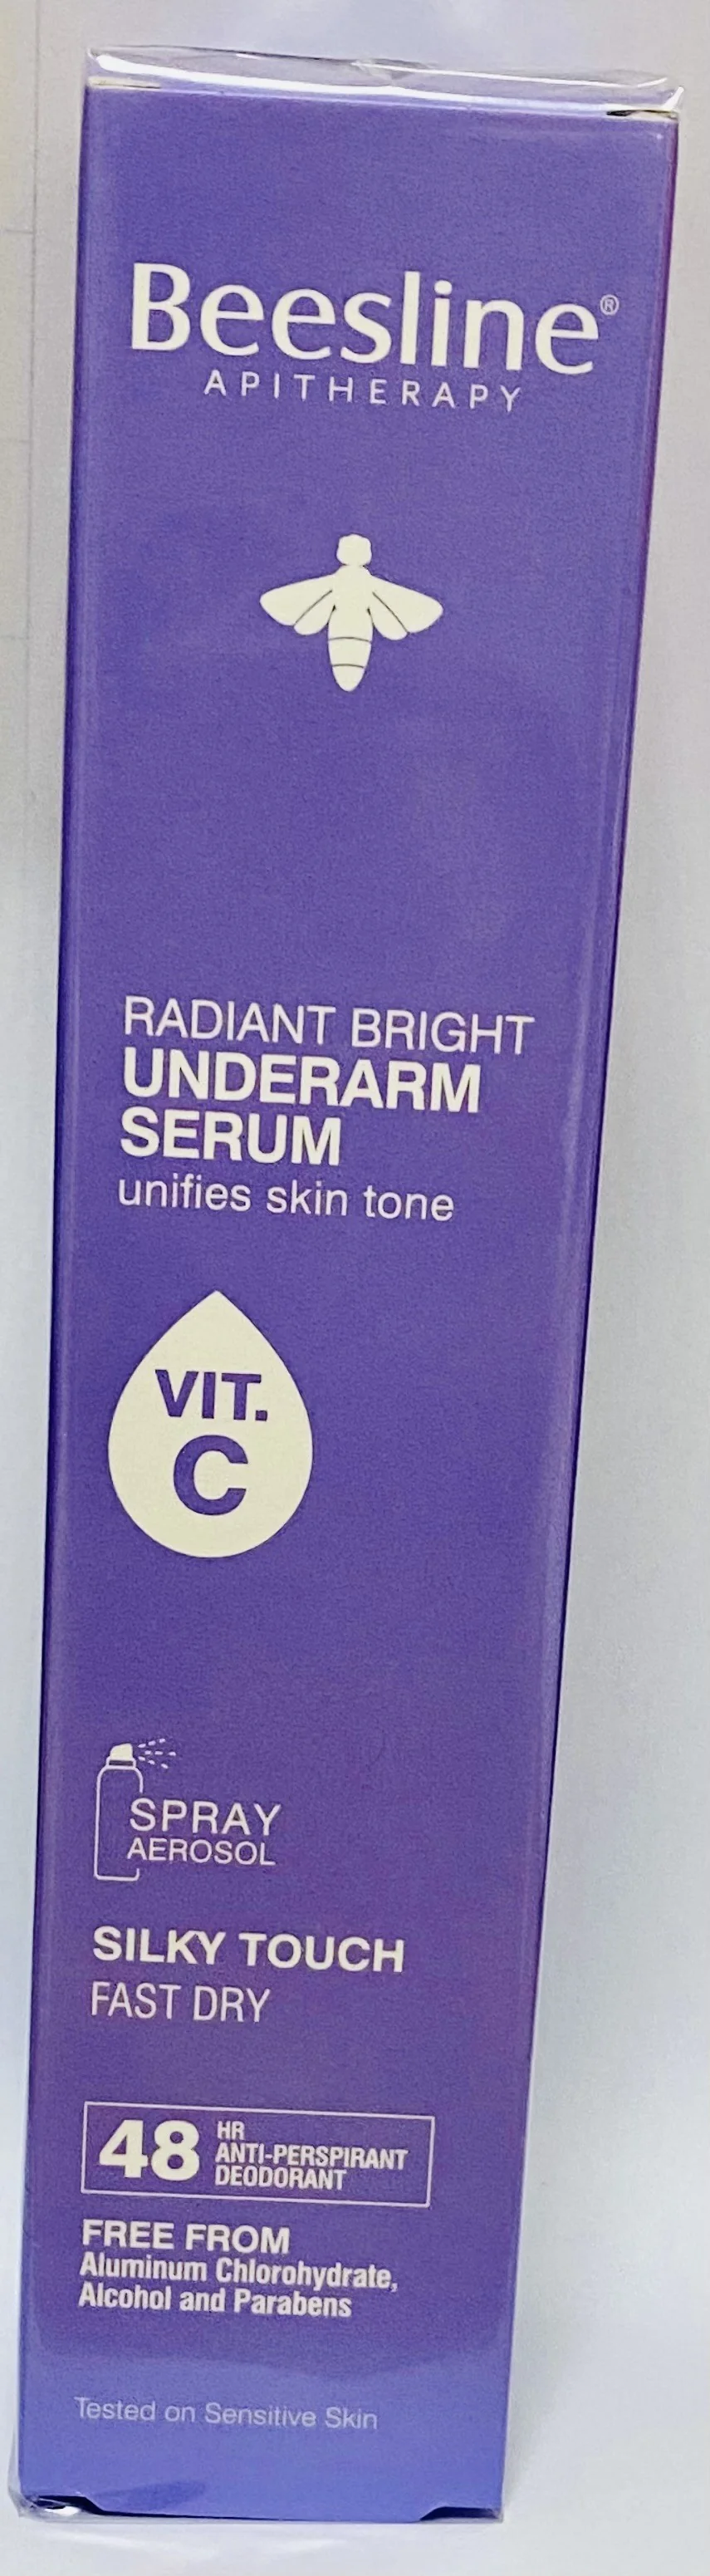 Beesline®
APITHERAPY
RADIANT BRIGHT
UNDERARM
SERUM
unifies skin tone
VIT.
C
SPRAY
AEROSOL
SILKY TOUCH
FAST DRY
48 HR
ANTI-PERSPIRANT
DEODORANT
FREE FROM
Aluminum Chlorohydrate,
Alcohol and Parabens
Tested on Sensitive Skin